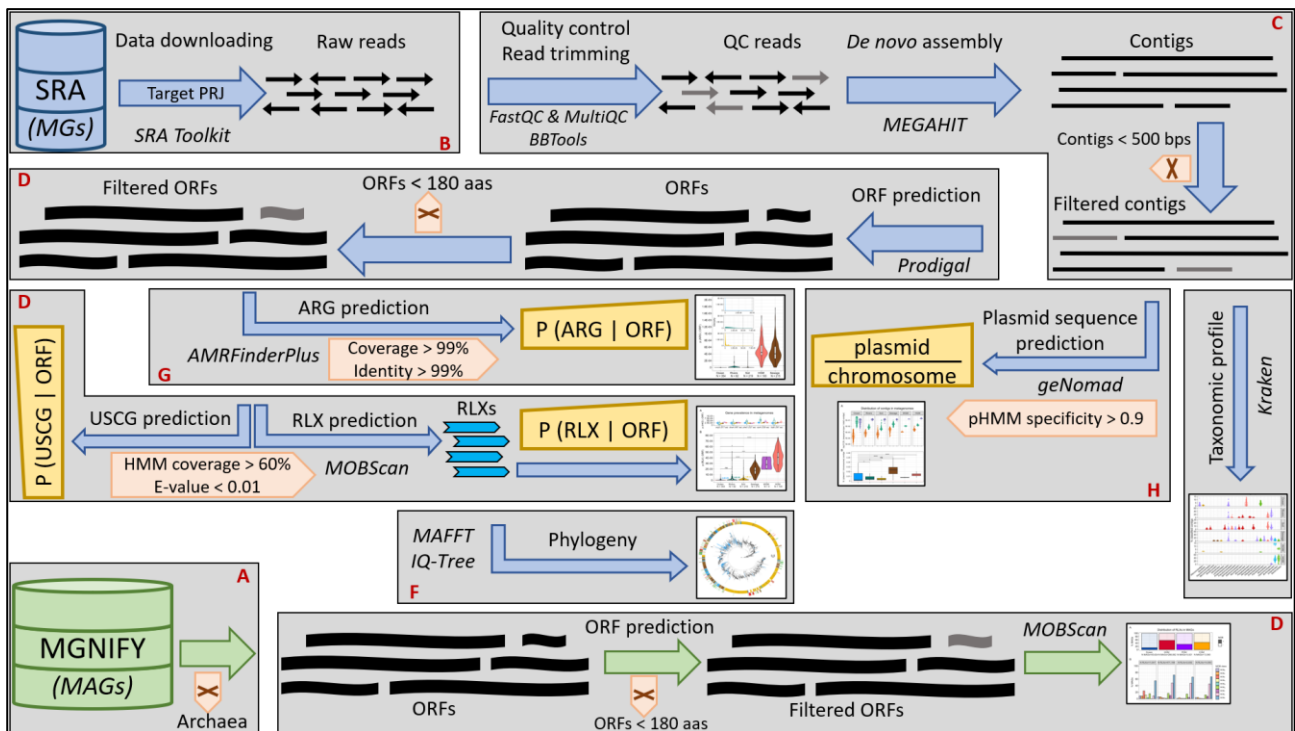 SRA
(MGs)
Data downloading
Target PRJ
SRA Toolkit
Raw reads
B
Quality control
Read trimming
FastQC & MultiQC
BBTools
QC reads
De novo assembly
MEGAHIT
Contigs
C
Contigs < 500 bps
X
Filtered contigs
D
Filtered ORFs
ORFs < 180 aas
ORFs
ORF prediction
Prodigal
D
P (USCG | ORF)
USCG prediction
HMM coverage > 60%
E-value < 0.01
RLX prediction
MOBScan
RLXs
P (RLX | ORF)
ARG prediction
AMRFinderPlus
Coverage > 99%
Identity > 99%
G
P (ARG | ORF)
plasmid
chromosome
Plasmid sequence
prediction
geNomad
pHMM specificity > 0.9
H
Taxonomic profile
Kraken
MAFFT
IQ-Tree
Phylogeny
F
A
MGNIFY
(MAGs)
Archaea
ORFs
ORF prediction
ORFs < 180 aas
Filtered ORFs
MOBScan
D